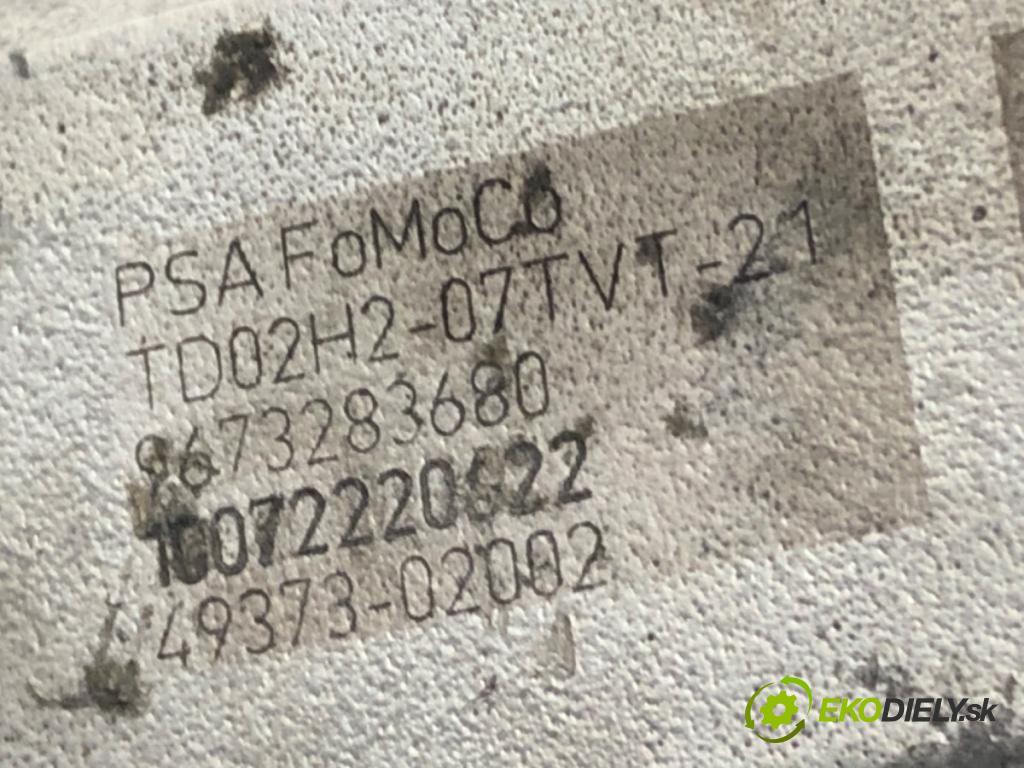 PSA FoMoCo
TD02H2-07TVT-21
9673283680
10072220622
49373-02002
EKODIELY.sk